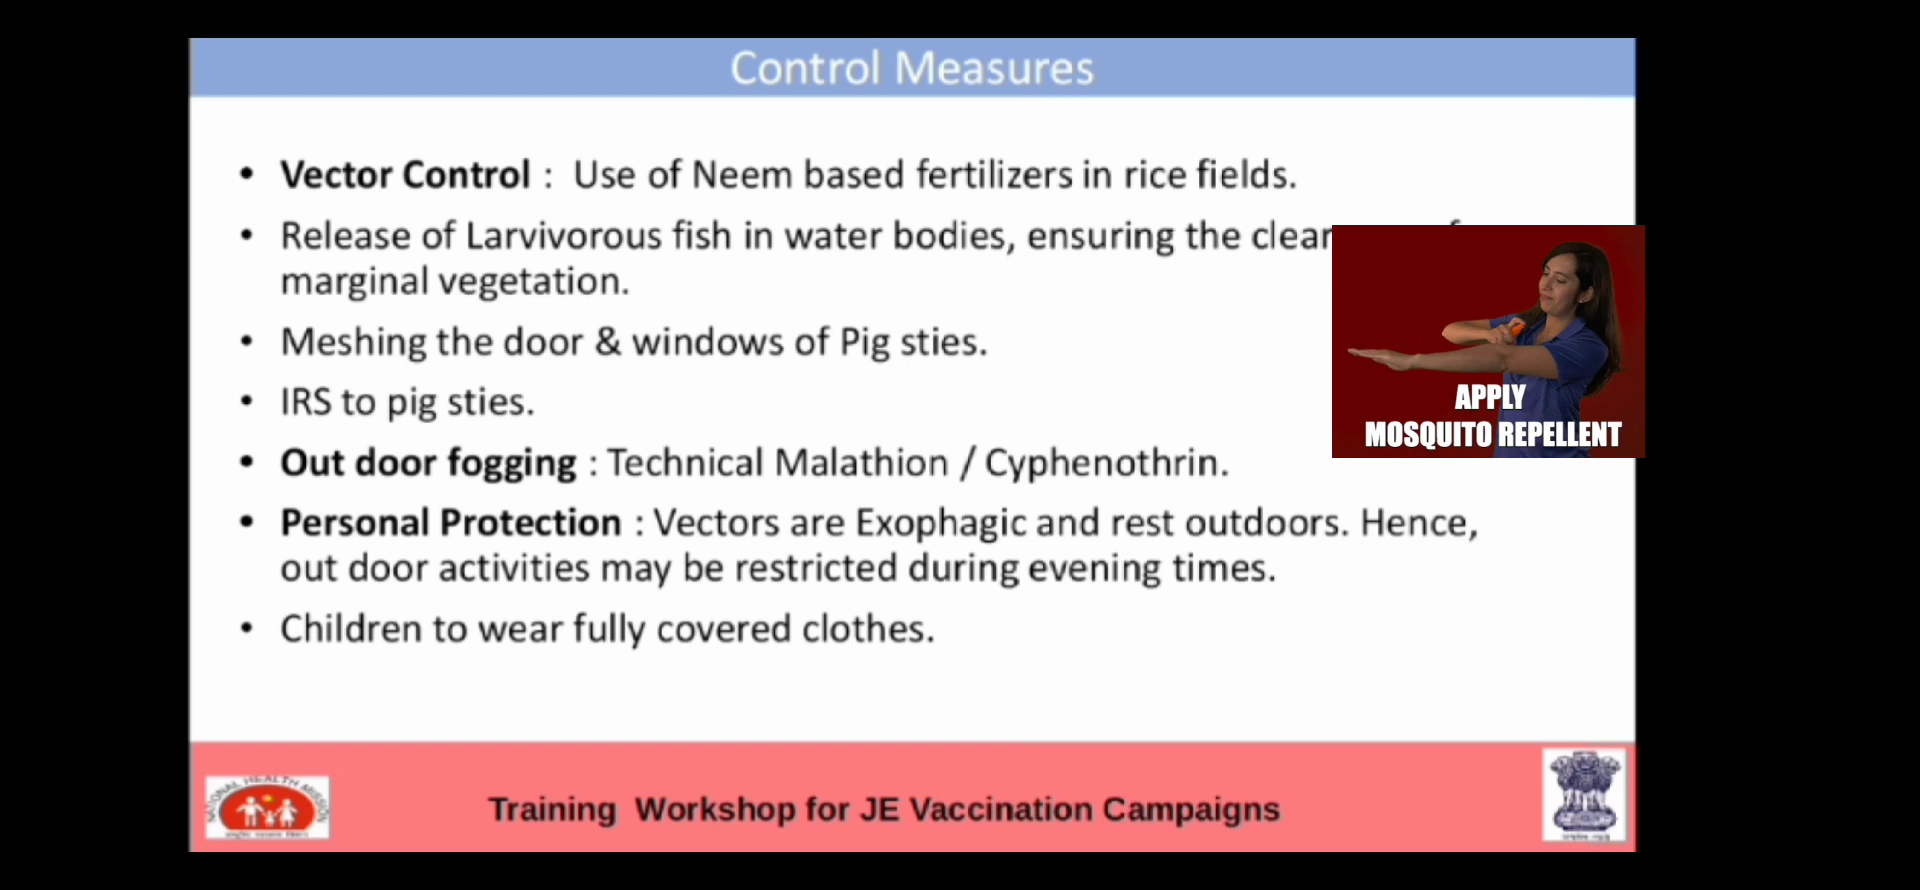 Control Measures
• Vector Control : Use of Neem based fertilizers in rice fields.
• Release of Larvivorous fish in water bodies, ensuring the
marginal vegetation.
• Meshing the door & windows of Pig sties.
• IRS to pig sties.
• Out door fogging : Technical Malathion / Cyphenothrin.
• Personal Protection : Vectors are Exophagic and rest outdoors. Hence,
out door activities may be restricted during evening times.
• Children to wear fully covered clothes.
APPLY
MOSQUITO REPELLENT
NATIONAL HEALTH MISSION
Training Workshop for JE Vaccination Campaigns